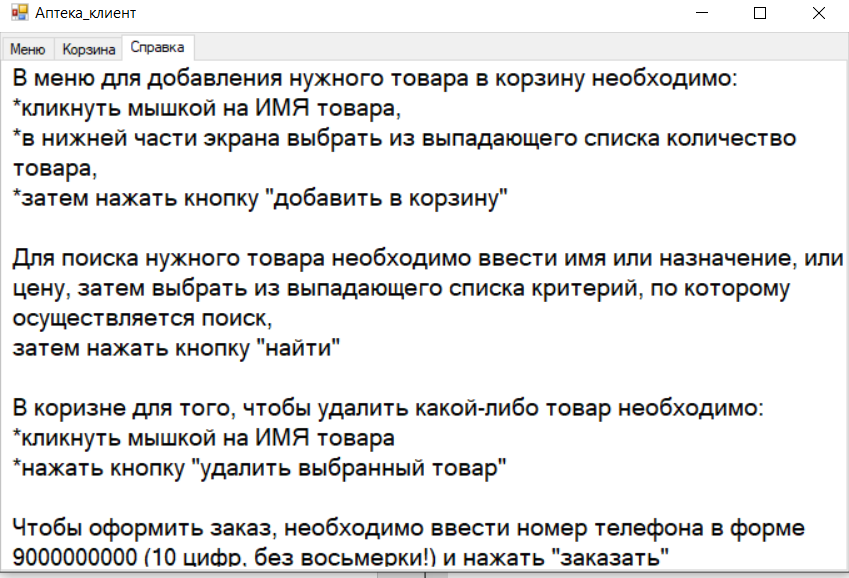 Аптека_клиент
Меню Корзина Справка
В меню для добавления нужного товара в корзину необходимо:
*кликнуть мышкой на ИМЯ товара,
*в нижней части экрана выбрать из выпадающего списка количество
товара,
*затем нажать кнопку "добавить в корзину"
Для поиска нужного товара необходимо ввести имя или назначение, или
цену, затем выбрать из выпадающего списка критерий, по которому
осуществляется поиск,
затем нажать кнопку "найти"
В коризне для того, чтобы удалить какой-либо товар необходимо:
*кликнуть мышкой на ИМЯ товара
*нажать кнопку "удалить выбранный товар"
Чтобы оформить заказ, необходимо ввести номер телефона в форме
9000000000 (10 цифр, без восьмерки!) и нажать "заказать"